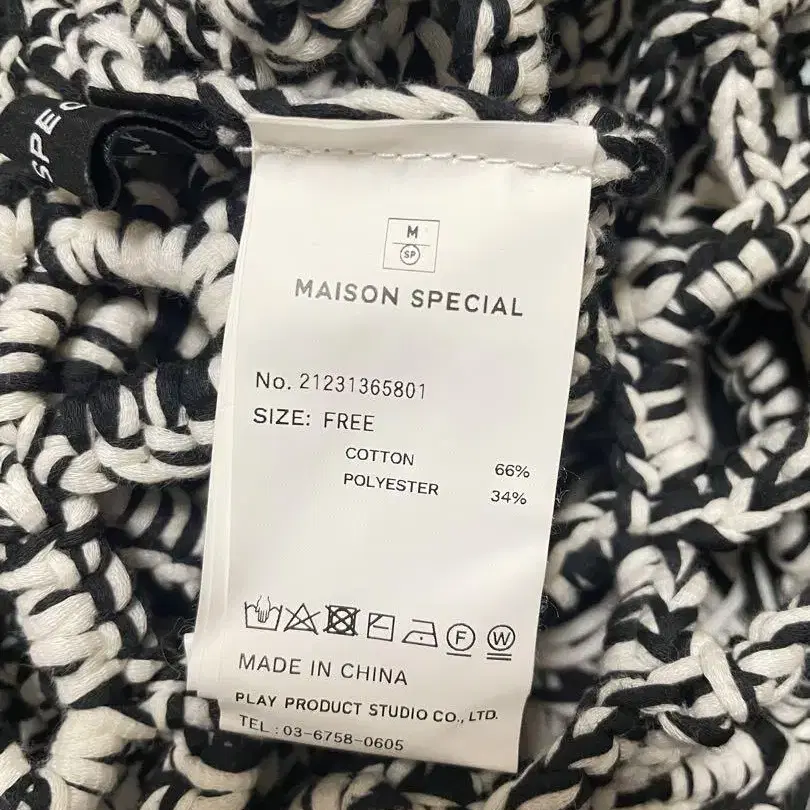 SPEC
M
SP
MAISON SPECIAL
No. 21231365801
SIZE: FREE
COTTON 66%
POLYESTER 34%
F W
MADE IN CHINA
PLAY PRODUCT STUDIO CO., LTD.
TEL : 03-6758-0605